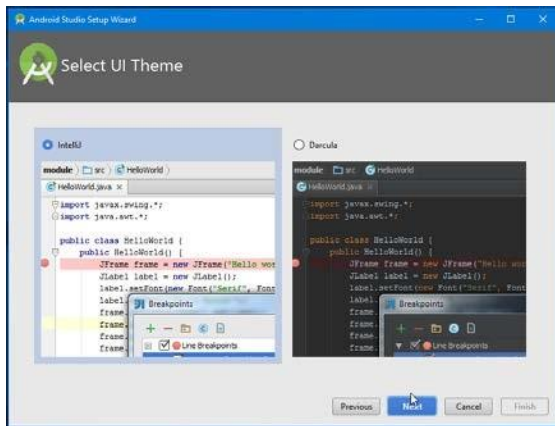 Android Studio Setup Wizard
Select UI Theme
IntelliJ
module src HelloWorld
HelloWorld.java ×
import javax.swing.*;
import java.awt.*;
public class HelloWorld {
public HelloWorld() {
JFrame frame = new JFrame("Hello wor
JLabel label = new JLabel();
label.setFont(new Font("Serif", Font
label.
frame.
frame.
frame.
frame.
Breakpoints
Line Breakpoints
Darcula
module src HelloWorld
HelloWorld.java ×
import javax.swing.*;
import java.awt.*;
public class HelloWorld {
public HelloWorld() {
JFrame frame = new JFrame("Hello wor
JLabel label = new JLabel();
label.setFont(new Font("Serif", Font
label.
frame.
frame.
frame.
frame.
Breakpoints
Line Breakpoints
Previous Next Cancel Finish